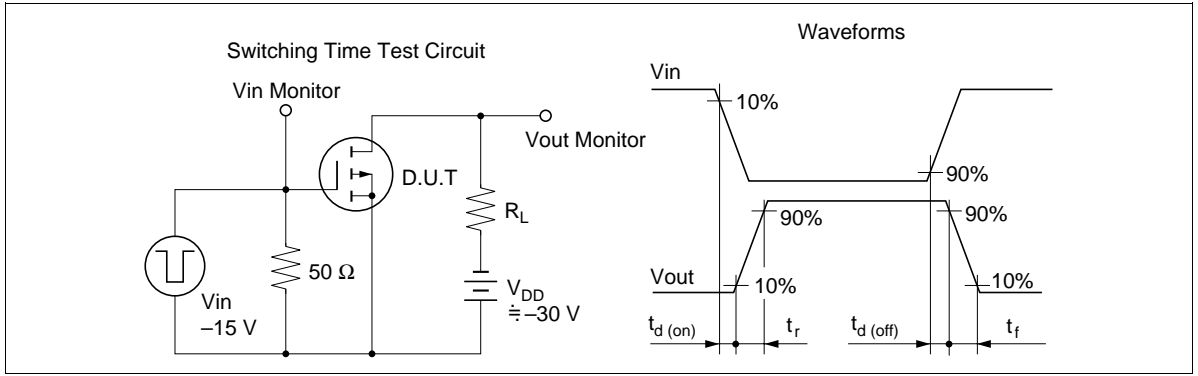 Switching Time Test Circuit
Vin Monitor
Vout Monitor
D.U.T
R_L
50 Ω
Vin
–15 V
V_DD
≒ –30 V
Waveforms
Vin
10%
90%
90%
90%
Vout
10%
10%
t_d (on)
t_r
t_d (off)
t_f